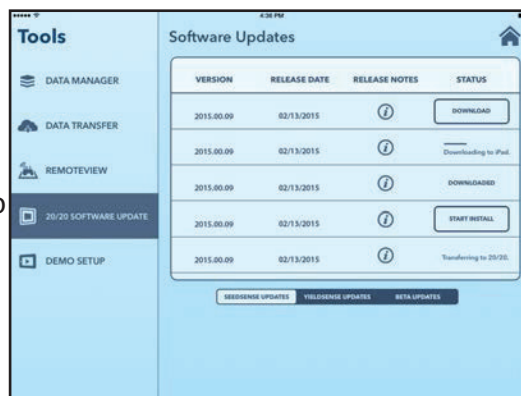 4:36 PM
Tools
Software Updates
DATA MANAGER
DATA TRANSFER
REMOTEVIEW
20/20 SOFTWARE UPDATE
DEMO SETUP
VERSION RELEASE DATE RELEASE NOTES STATUS
2015.00.09 02/13/2015 i DOWNLOAD
2015.00.09 02/13/2015 i Downloading to iPad.
2015.00.09 02/13/2015 i DOWNLOADED
2015.00.09 02/13/2015 i START INSTALL
2015.00.09 02/13/2015 i Transferring to 20/20.
SEEDSENSE UPDATES YIELDSENSE UPDATES BETA UPDATES